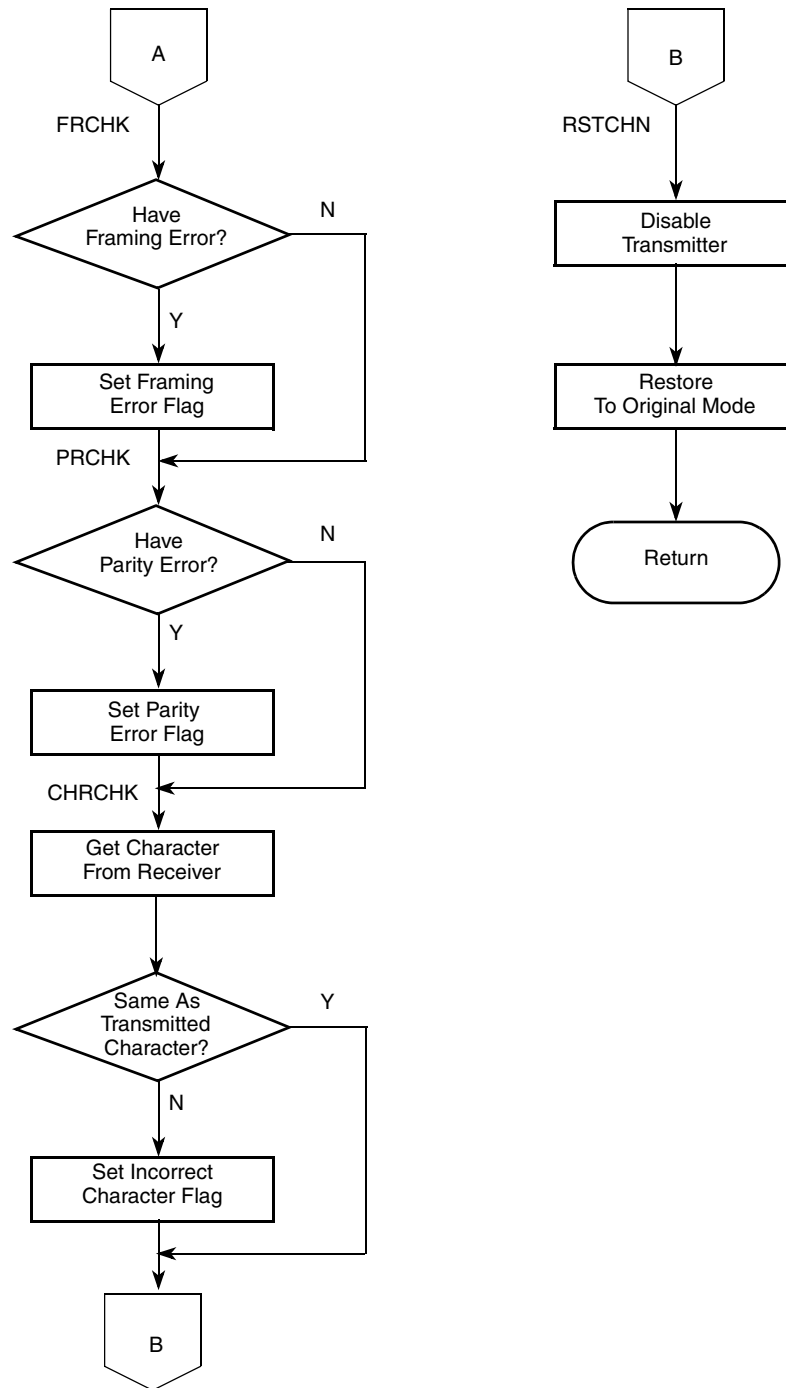 A
FRCHK
Have
Framing Error?
N
Y
Set Framing
Error Flag
PRCHK
Have
Parity Error?
N
Y
Set Parity
Error Flag
CHRCHK
Get Character
From Receiver
Same As
Transmitted
Character?
Y
N
Set Incorrect
Character Flag
B
B
RSTCHN
Disable
Transmitter
Restore
To Original Mode
Return